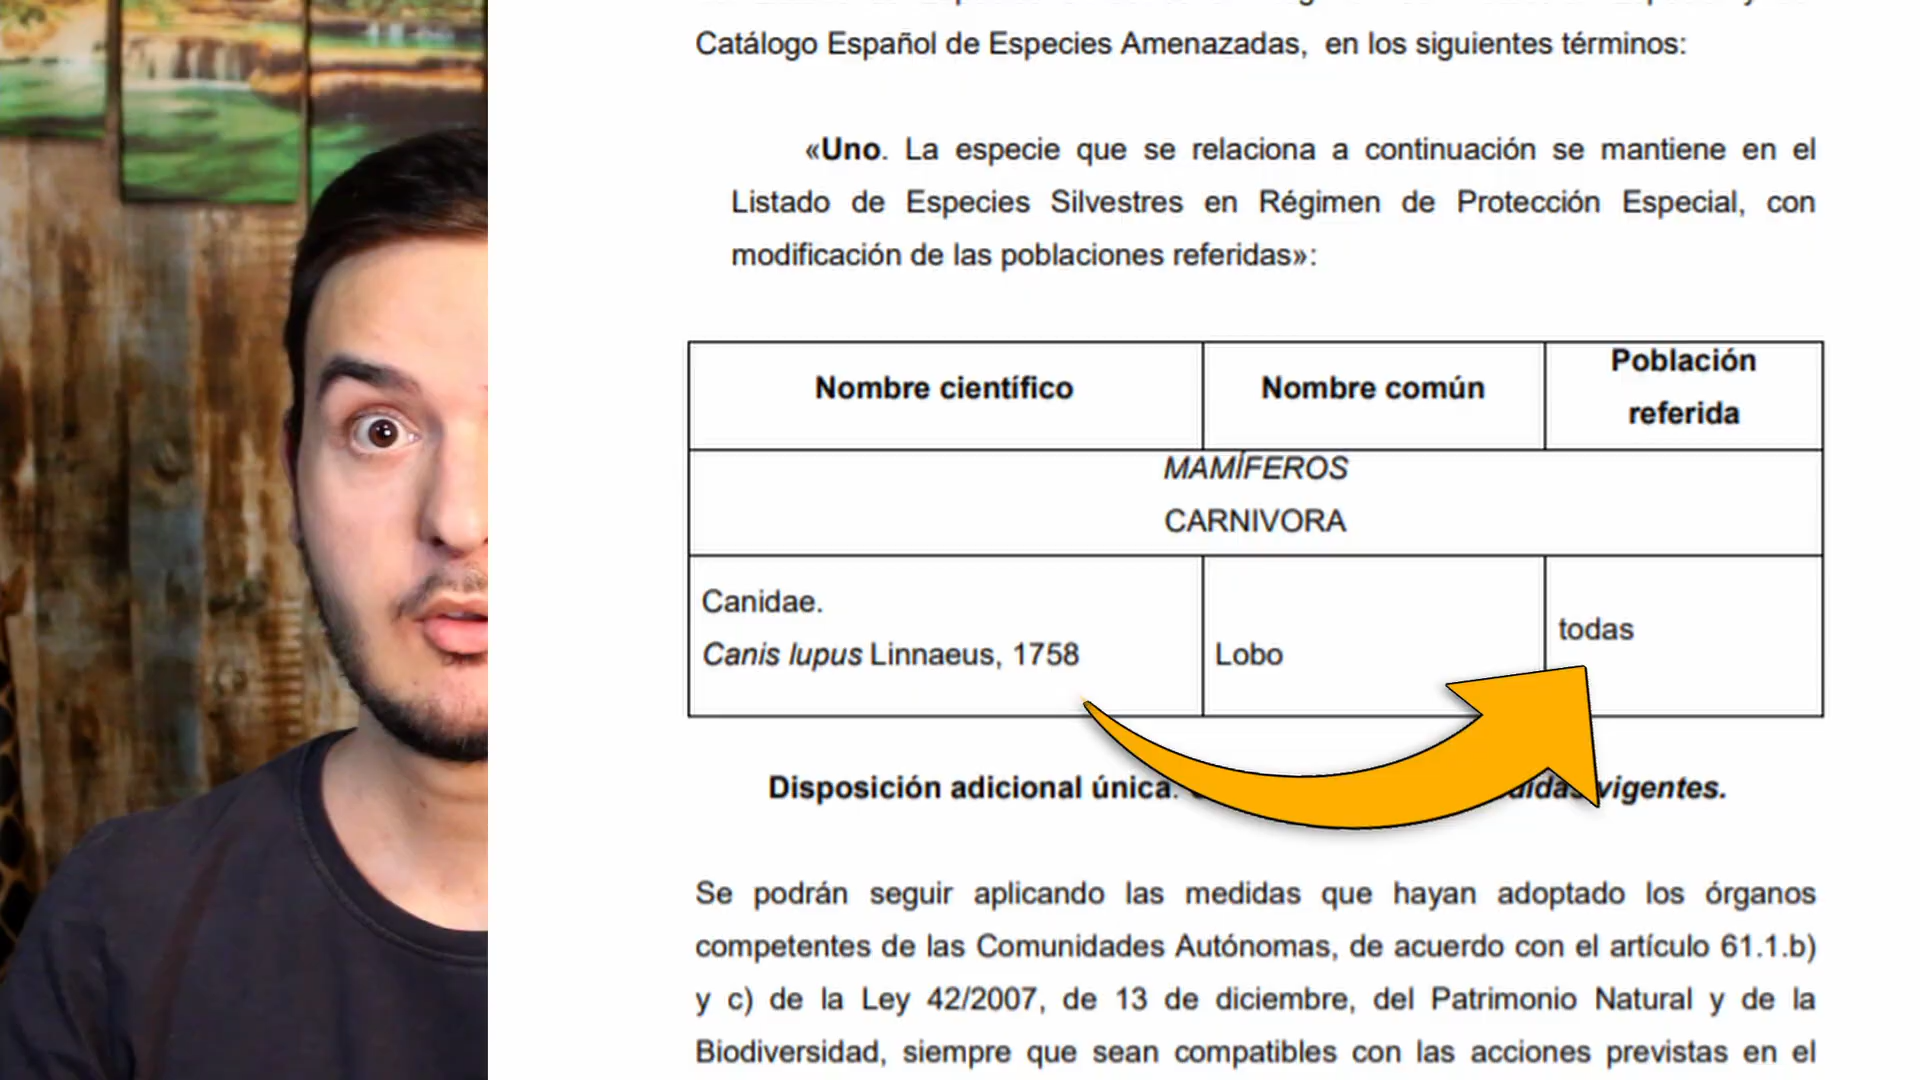 Catálogo Español de Especies Amenazadas, en los siguientes términos:
«Uno. La especie que se relaciona a continuación se mantiene en el
Listado de Especies Silvestres en Régimen de Protección Especial, con
modificación de las poblaciones referidas»:
Nombre científico
Nombre común
Población
referida
MAMÍFEROS
CARNIVORA
Canidae.
Canis lupus Linnaeus, 1758
Lobo
todas
Disposición adicional única. vigentes.
Se podrán seguir aplicando las medidas que hayan adoptado los órganos
competentes de las Comunidades Autónomas, de acuerdo con el artículo 61.1.b)
y c) de la Ley 42/2007, de 13 de diciembre, del Patrimonio Natural y de la
Biodiversidad, siempre que sean compatibles con las acciones previstas en el